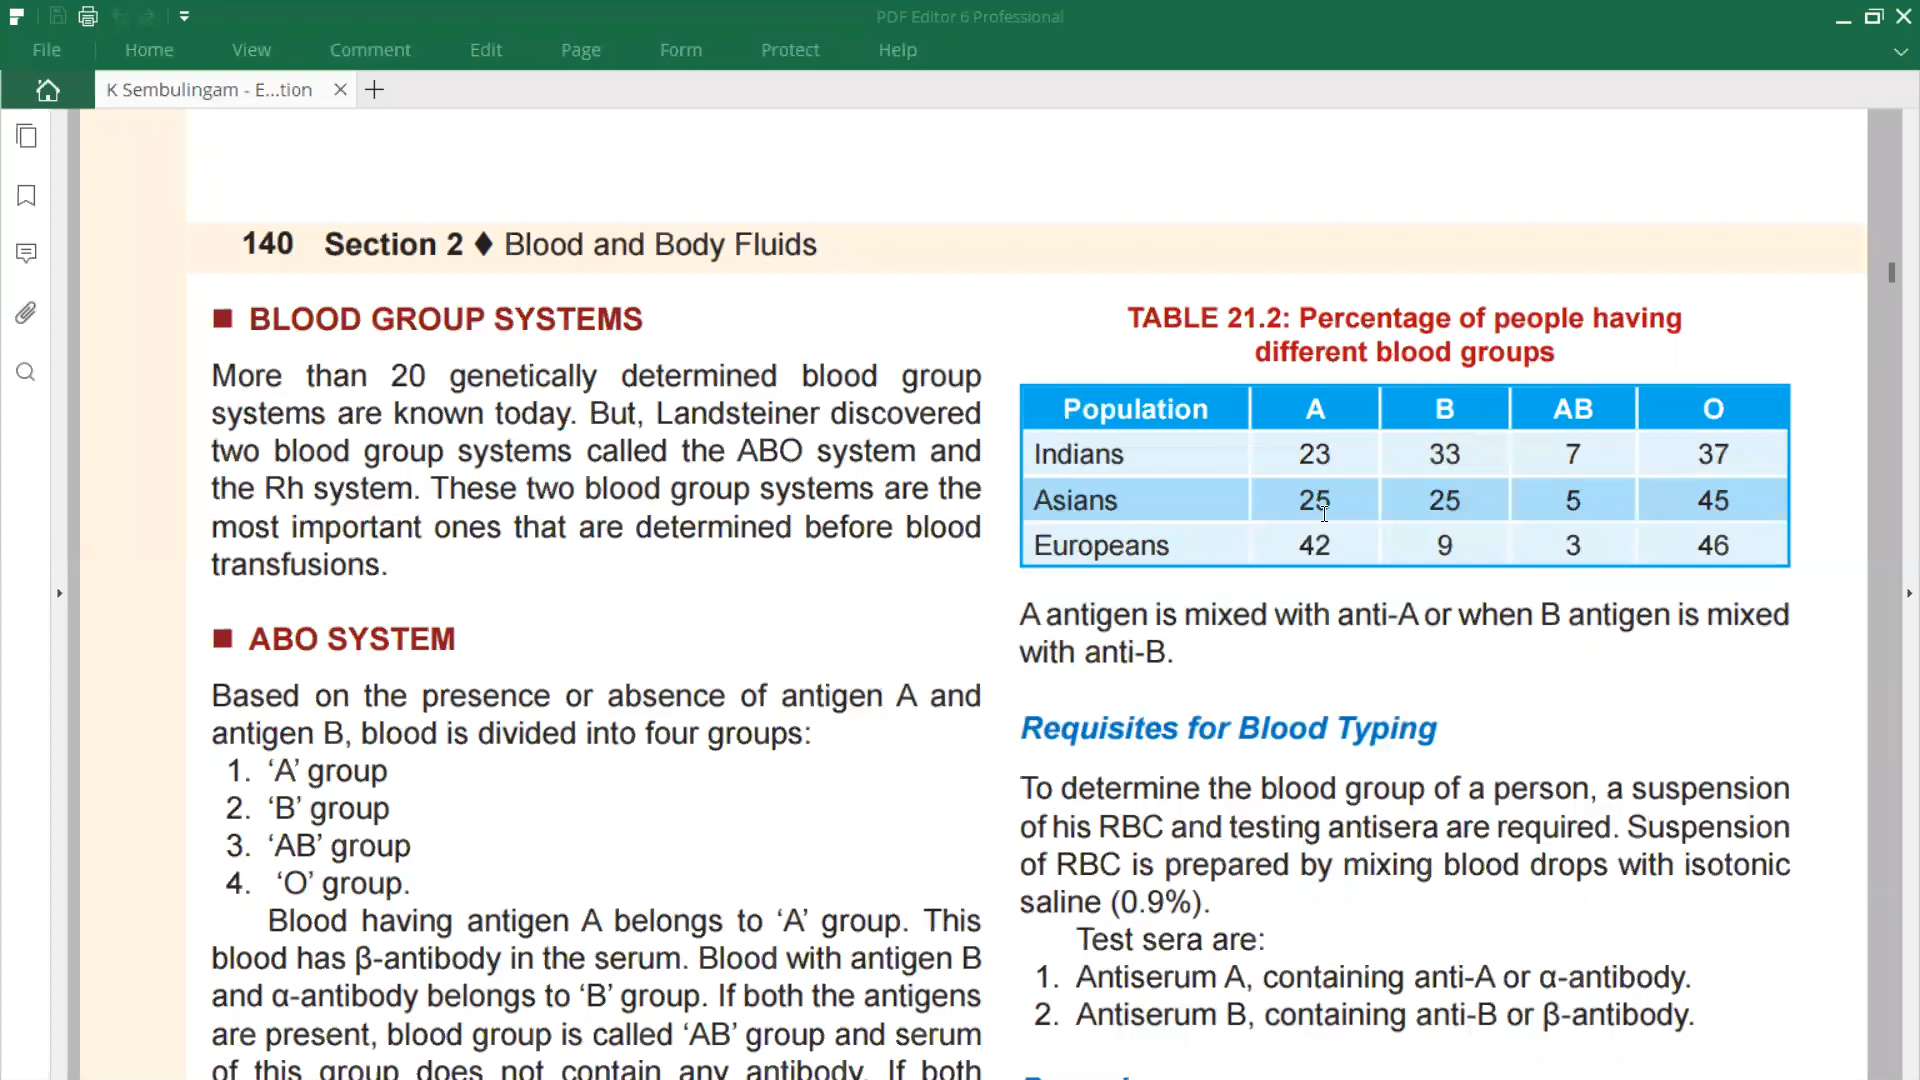 PDF Editor 6 Professional
File Home View Comment Edit Page Form Protect Help
K Sembulingam - E...tion
140 Section 2 ♦ Blood and Body Fluids
BLOOD GROUP SYSTEMS
More than 20 genetically determined blood group
systems are known today. But, Landsteiner discovered
two blood group systems called the ABO system and
the Rh system. These two blood group systems are the
most important ones that are determined before blood
transfusions.
ABO SYSTEM
Based on the presence or absence of antigen A and
antigen B, blood is divided into four groups:
1. ‘A’ group
2. ‘B’ group
3. ‘AB’ group
4. ‘O’ group.
Blood having antigen A belongs to ‘A’ group. This
blood has β-antibody in the serum. Blood with antigen B
and α-antibody belongs to ‘B’ group. If both the antigens
are present, blood group is called ‘AB’ group and serum
of this group does not contain any antibody. If both
TABLE 21.2: Percentage of people having
different blood groups
Population A B AB O
Indians 23 33 7 37
Asians 25 25 5 45
Europeans 42 9 3 46
A antigen is mixed with anti-A or when B antigen is mixed
with anti-B.
Requisites for Blood Typing
To determine the blood group of a person, a suspension
of his RBC and testing antisera are required. Suspension
of RBC is prepared by mixing blood drops with isotonic
saline (0.9%).
Test sera are:
1. Antiserum A, containing anti-A or α-antibody.
2. Antiserum B, containing anti-B or β-antibody.